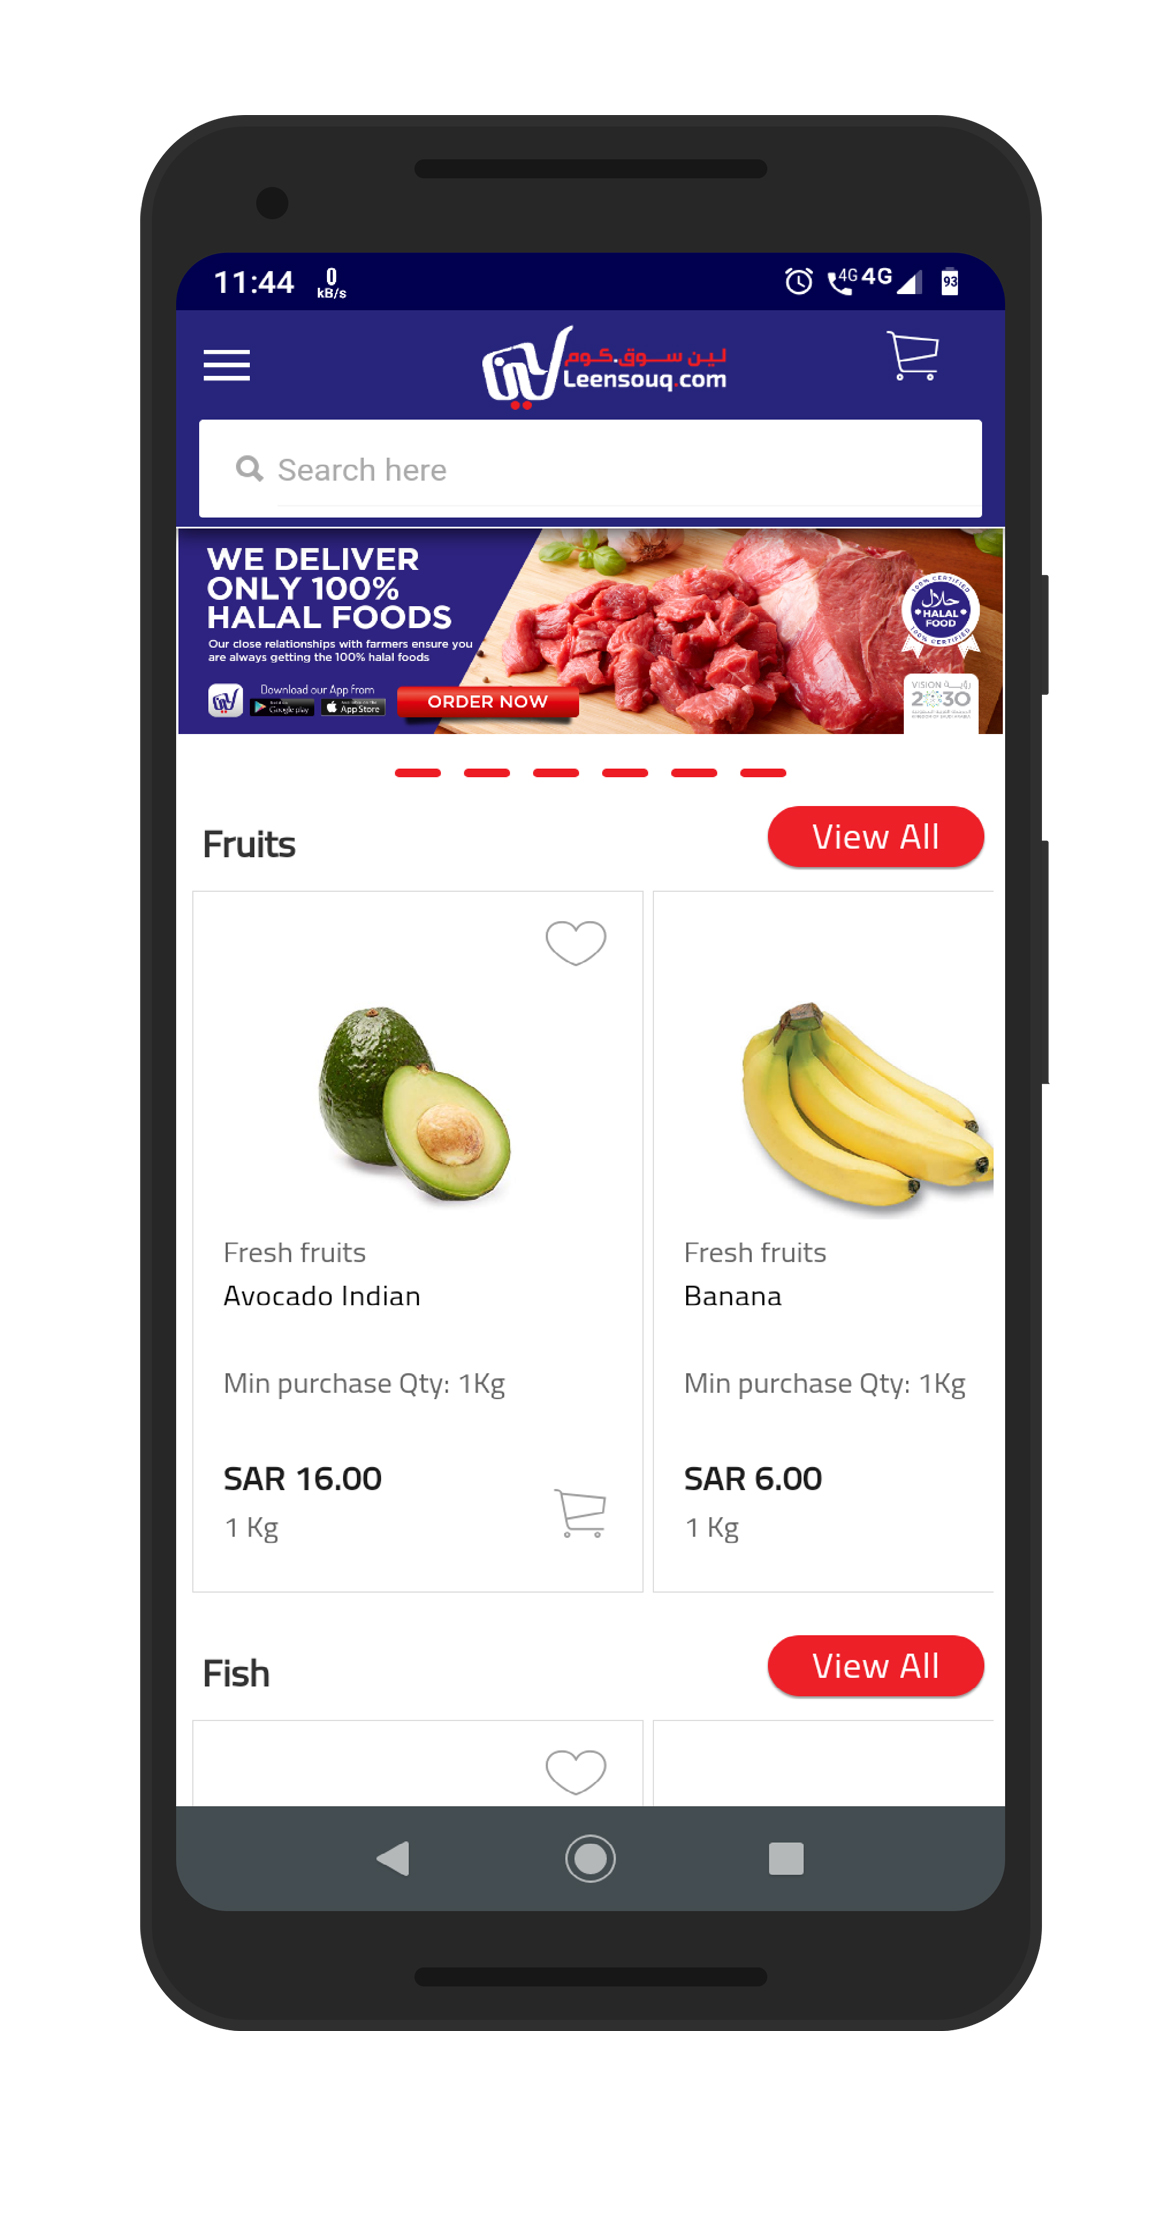 11:44
0
kB/s
4G
4G
93
لين سوق.كوم
Leensouq.com
Search here
WE DELIVER
ONLY 100%
HALAL FOODS
Our close relationships with farmers ensure you
are always getting the 100% halal foods
Download our App from
Google play
App Store
ORDER NOW
100% CERTIFIED
حلال
HALAL
FOOD
100% CERTIFIED
VISION رؤية
2030
Fruits
View All
Fresh fruits
Avocado Indian
Min purchase Qty: 1Kg
SAR 16.00
1 Kg
Fresh fruits
Banana
Min purchase Qty: 1Kg
SAR 6.00
1 Kg
Fish
View All